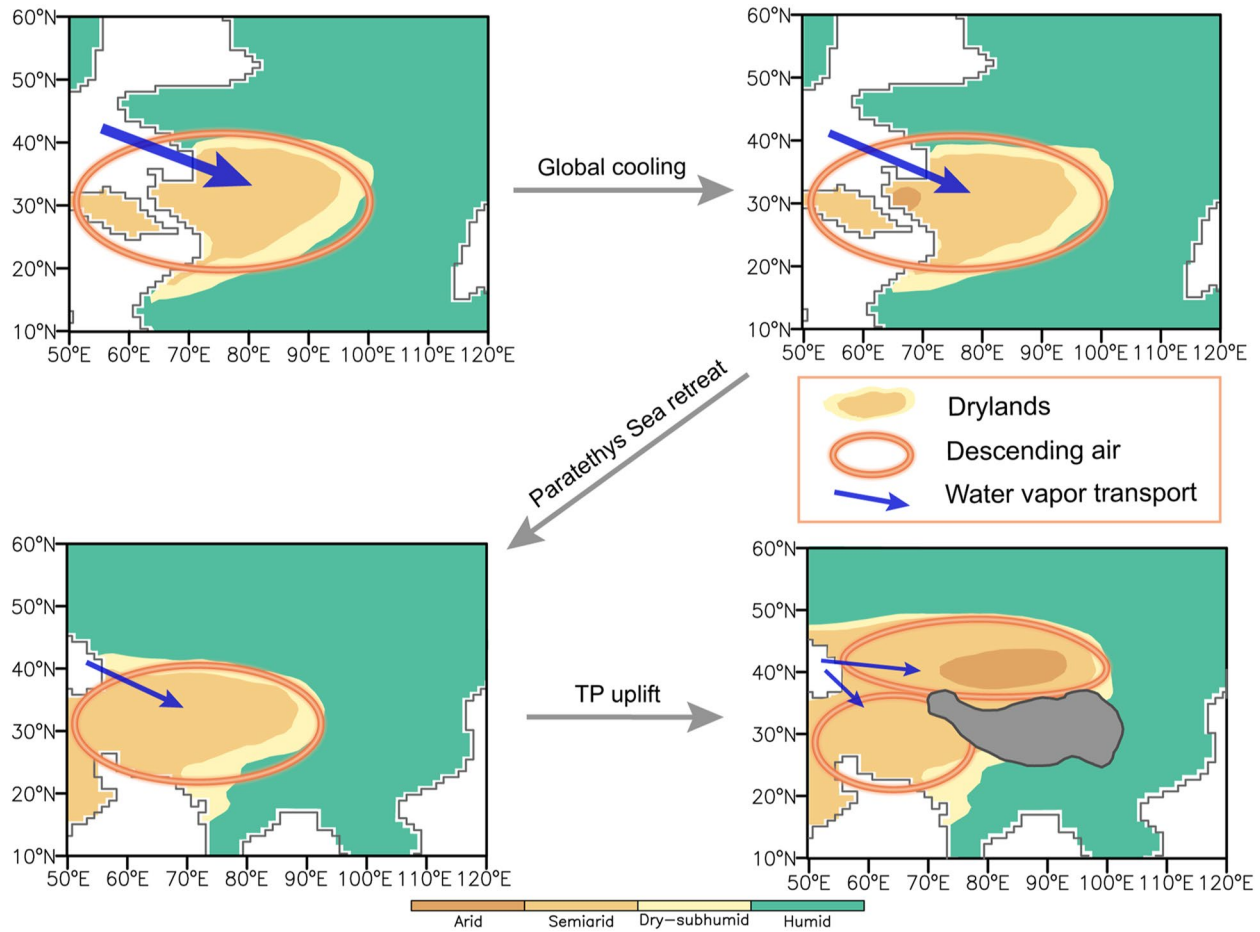 60°N
50°N
40°N
30°N
20°N
10°N
50°E 60°E 70°E 80°E 90°E 100°E 110°E 120°E
Global cooling
60°N
50°N
40°N
30°N
20°N
10°N
50°E 60°E 70°E 80°E 90°E 100°E 110°E 120°E
Drylands
Descending air
Water vapor transport
Paratethys Sea retreat
60°N
50°N
40°N
30°N
20°N
10°N
50°E 60°E 70°E 80°E 90°E 100°E 110°E 120°E
TP uplift
60°N
50°N
40°N
30°N
20°N
10°N
50°E 60°E 70°E 80°E 90°E 100°E 110°E 120°E
Arid Semiarid Dry-subhumid Humid